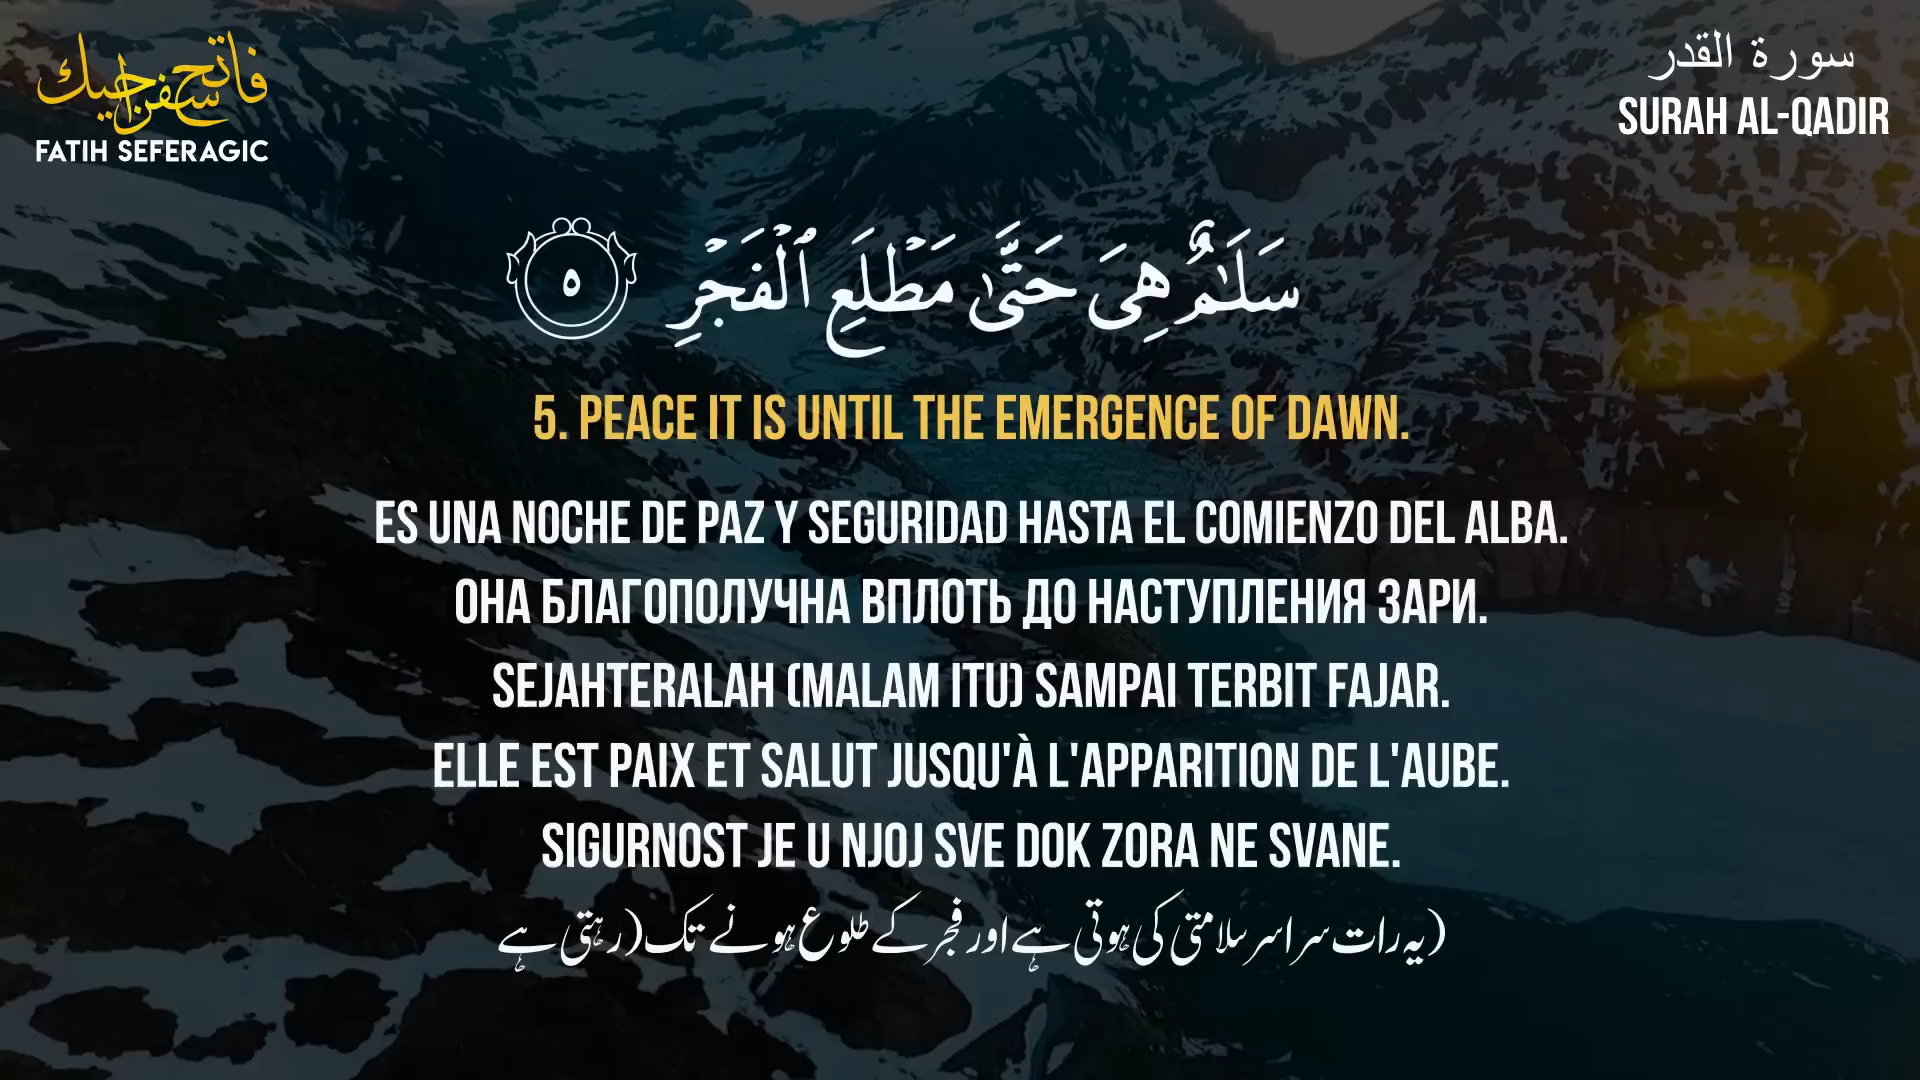 فاتح سفراجيك
FATIH SEFERAGIC
سورة القدر
SURAH AL-QADIR
سَلَـٰمٌ هِىَ حَتَّىٰ مَطْلَعِ ٱلْفَجْرِ ٥
5. PEACE IT IS UNTIL THE EMERGENCE OF DAWN.
ES UNA NOCHE DE PAZ Y SEGURIDAD HASTA EL COMIENZO DEL ALBA.
ОНА БЛАГОПОЛУЧНА ВПЛОТЬ ДО НАСТУПЛЕНИЯ ЗАРИ.
SEJAHTERALAH (MALAM ITU) SAMPAI TERBIT FAJAR.
ELLE EST PAIX ET SALUT JUSQU'À L'APPARITION DE L'AUBE.
SIGURNOST JE U NJOJ SVE DOK ZORA NE SVANE.
(یہ رات سراسر سلامتی کی ہوتی ہے اور فجر کے طلوع ہونے تک(رہتی ہے